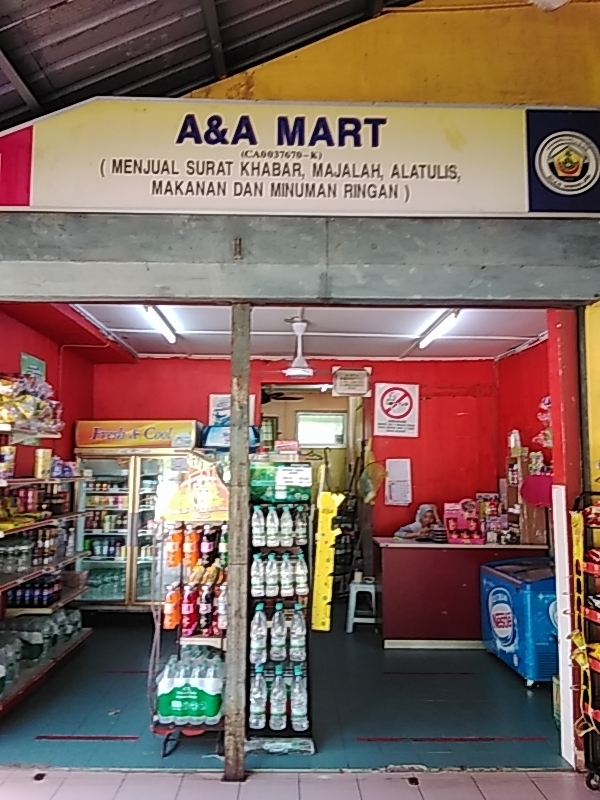 A&A MART
(CA0037670-K)
( MENJUAL SURAT KHABAR, MAJALAH, ALATULIS,
MAKANAN DAN MINUMAN RINGAN )
Fresh & Cool
Nestlé